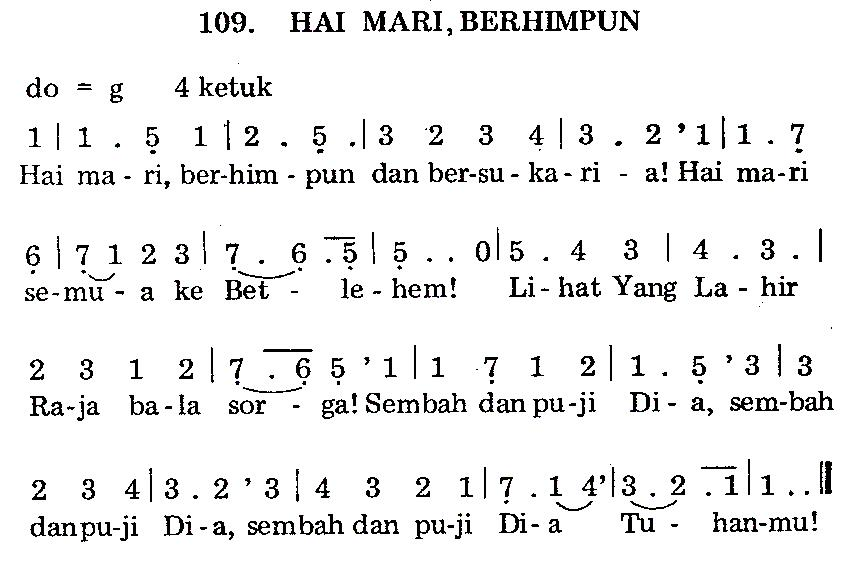 109. HAI MARI, BERHIMPUN
do = g 4 ketuk
1 | 1 . 5̣ 1 | 2 . 5̣ . | 3 2 3 4 | 3 . 2 ’ 1 | 1 . 7̣
Hai ma - ri, ber-him - pun dan ber-su - ka - ri - a! Hai ma-ri
6̣ | 7̣ 1 2 3 | 7̣ . 6̣ .5̣ | 5̣ . . 0 | 5 . 4 3 | 4 . 3 . |
se-mu - a ke Bet - le - hem! Li - hat Yang La - hir
2 3 1 2 | 7̣ . 6̣ 5̣ ’ 1 | 1 7̣ 1 2 | 1 . 5̣ ’ 3 | 3
Ra-ja ba-la sor - ga! Sembah dan pu-ji Di - a, sem-bah
2 3 4 | 3 . 2 ’ 3 | 4 3 2 1 | 7̣ . 1 4’ | 3 . 2 .1 | 1 . . ||
dan pu-ji Di - a, sembah dan pu-ji Di - a Tu - han-mu!